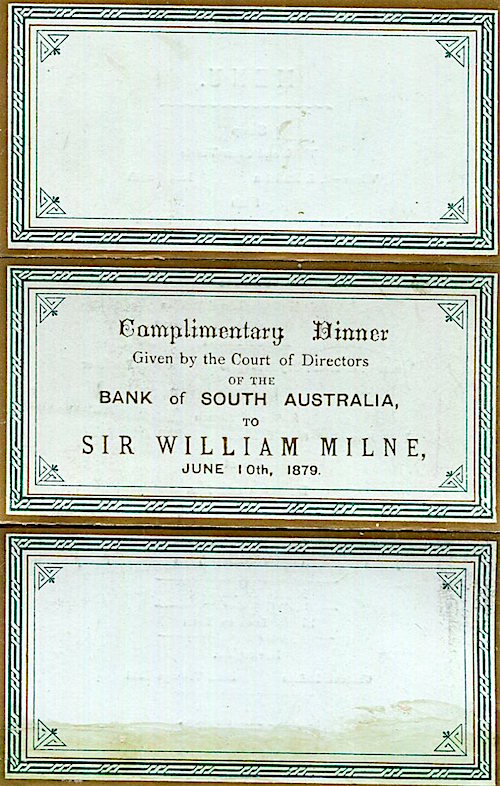 Complimentary Dinner
Given by the Court of Directors
OF THE
BANK of SOUTH AUSTRALIA,
TO
SIR WILLIAM MILNE,
JUNE 10th, 1879.